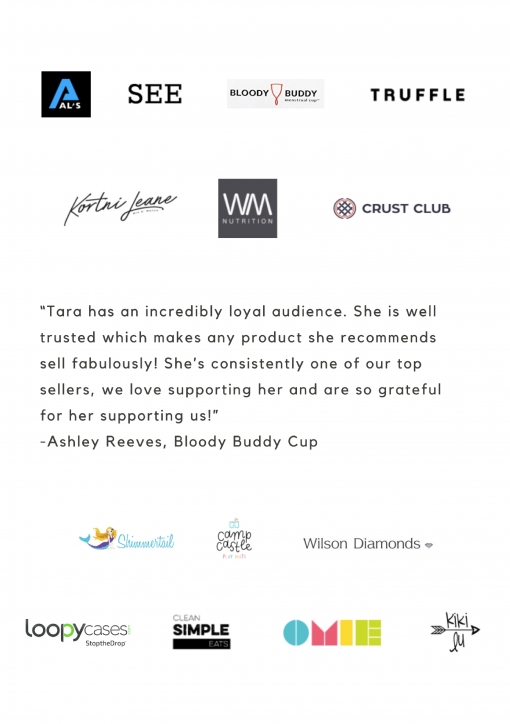 AL'S
SEE
BLOODY BUDDY
menstrual cup
TRUFFLE
Kortni Jeane
WM
NUTRITION
CRUST CLUB
“Tara has an incredibly loyal audience. She is well
trusted which makes any product she recommends
sell fabulously! She's consistently one of our top
sellers, we love supporting her and are so grateful
for her supporting us!”
-Ashley Reeves, Bloody Buddy Cup
Shimmertail
camp
castle
Wilson Diamonds
loopycases
StoptheDrop
CLEAN
SIMPLE
EATS
OMIE
kiki
lu